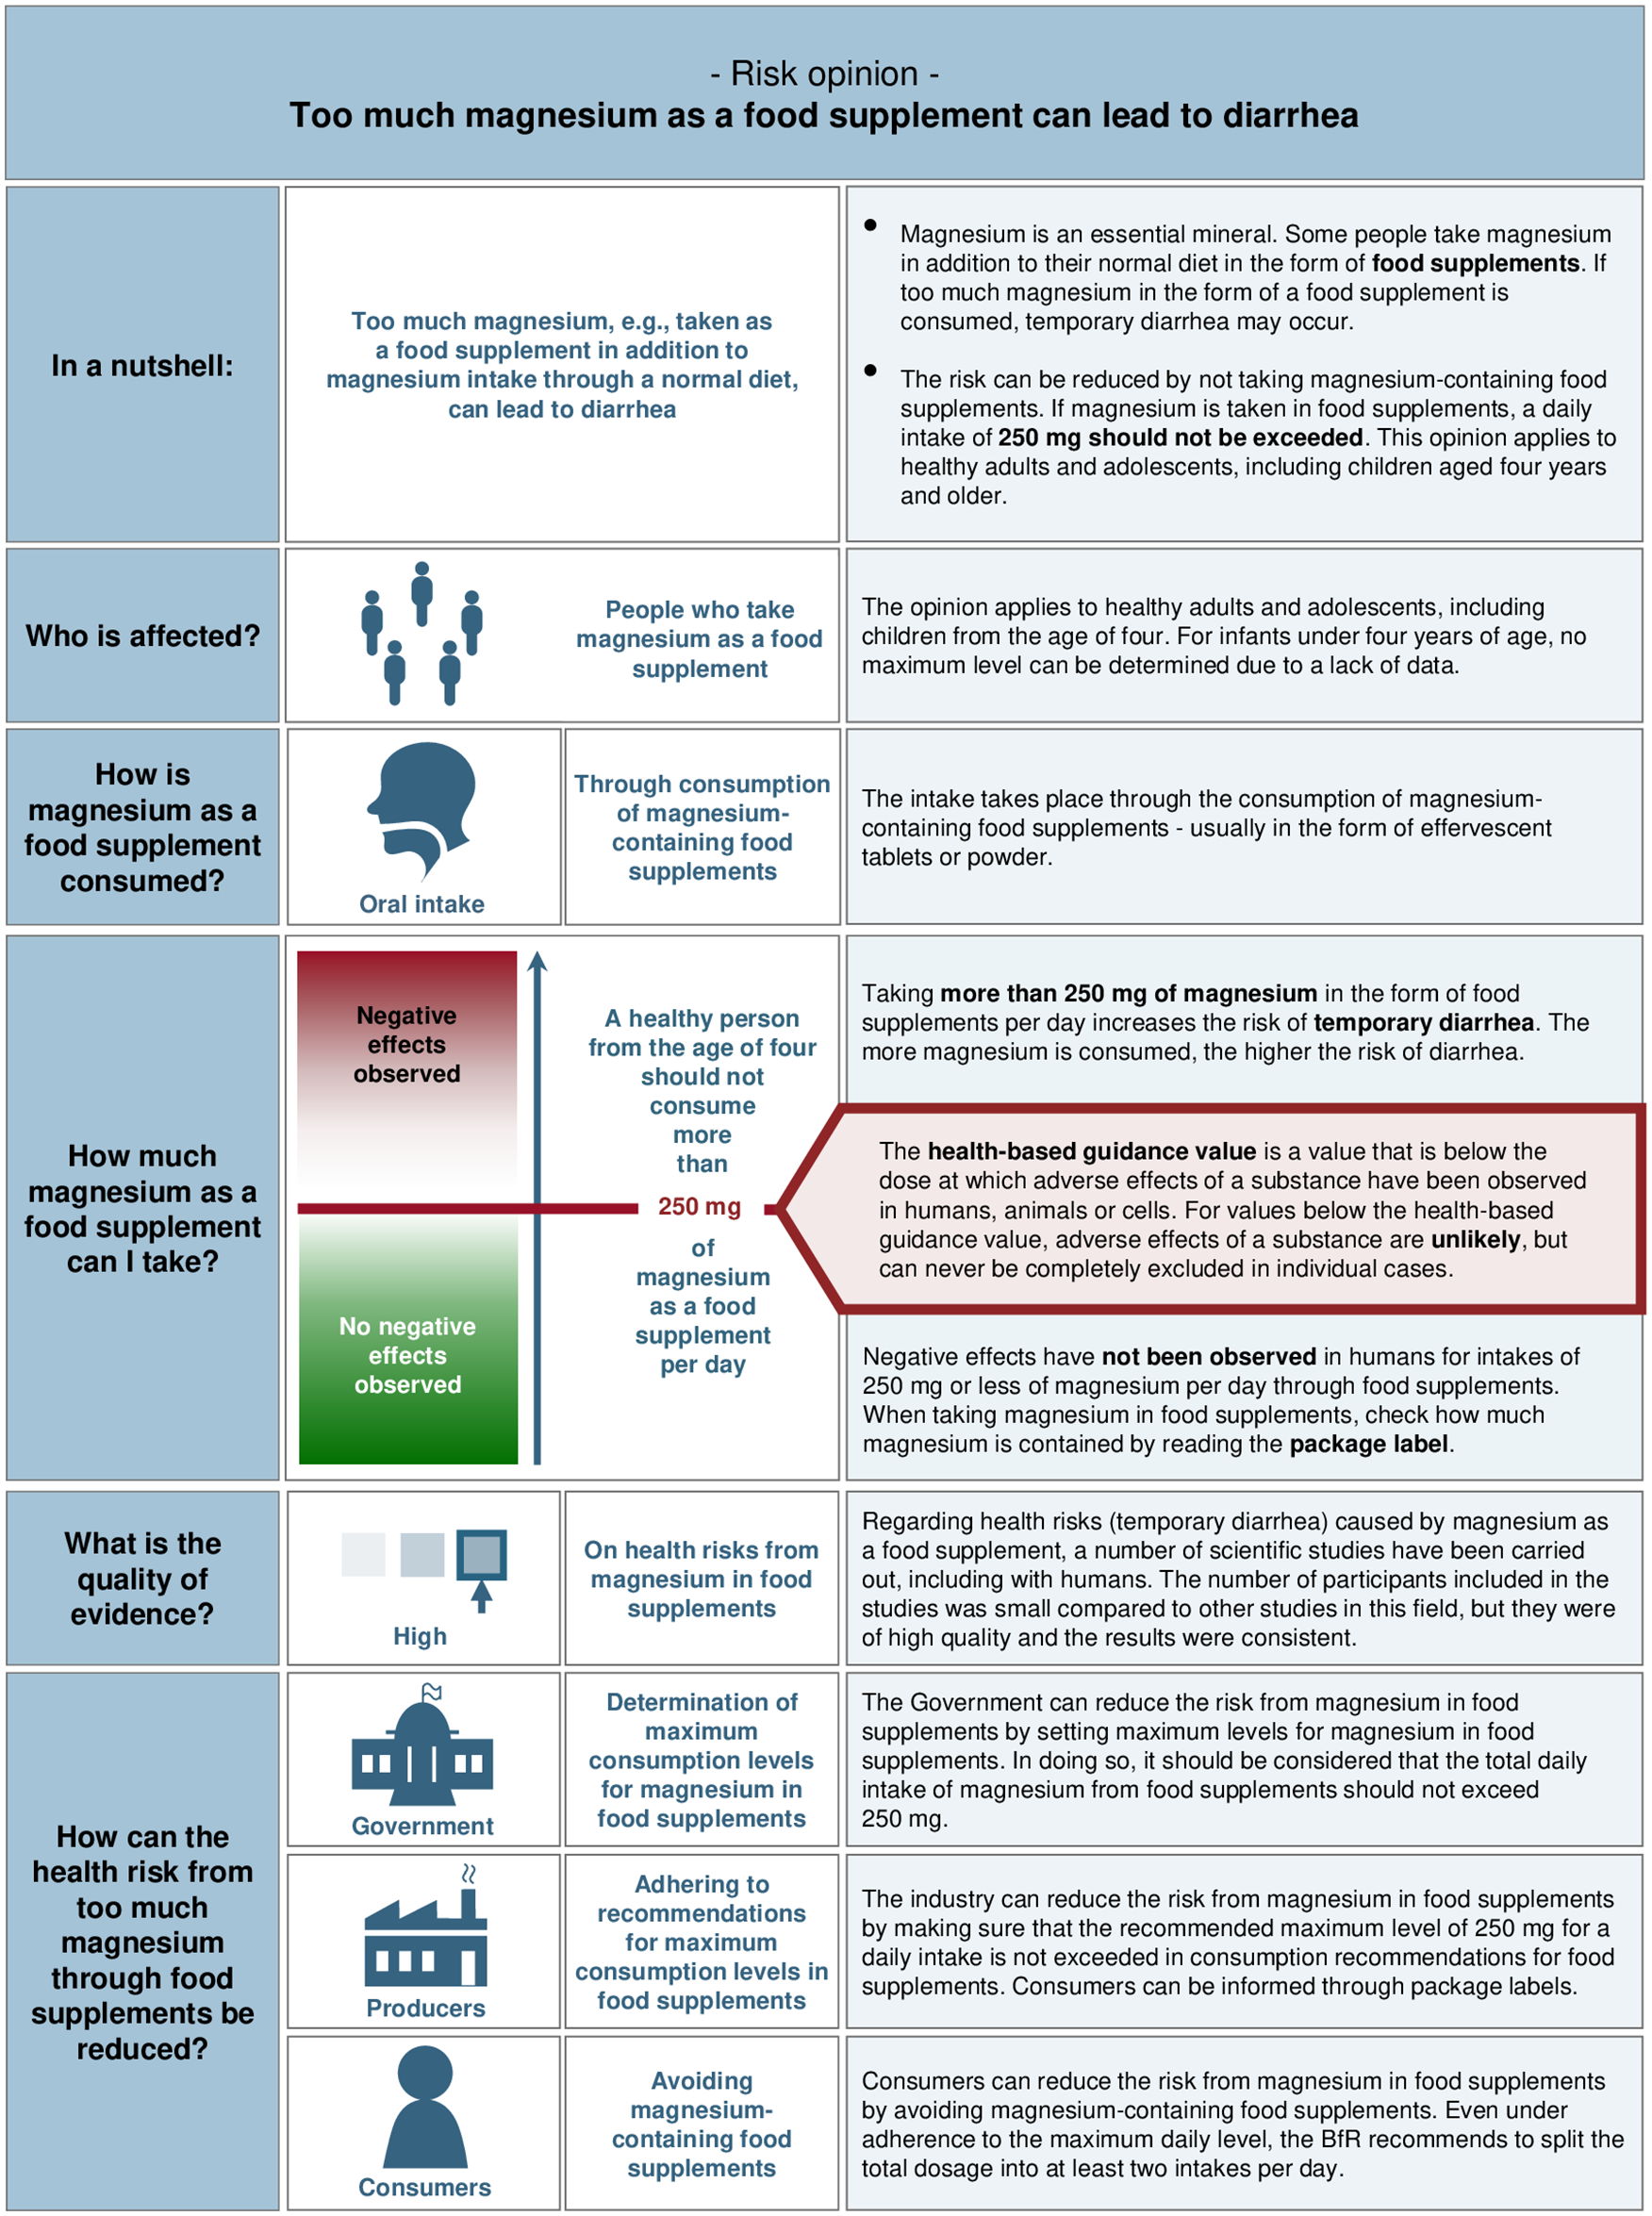 - Risk opinion -
Too much magnesium as a food supplement can lead to diarrhea
In a nutshell:
Too much magnesium, e.g., taken as
a food supplement in addition to
magnesium intake through a normal diet,
can lead to diarrhea
• Magnesium is an essential mineral. Some people take magnesium
in addition to their normal diet in the form of food supplements. If
too much magnesium in the form of a food supplement is
consumed, temporary diarrhea may occur.
• The risk can be reduced by not taking magnesium-containing food
supplements. If magnesium is taken in food supplements, a daily
intake of 250 mg should not be exceeded. This opinion applies to
healthy adults and adolescents, including children aged four years
and older.
Who is affected?
People who take
magnesium as a food
supplement
The opinion applies to healthy adults and adolescents, including
children from the age of four. For infants under four years of age, no
maximum level can be determined due to a lack of data.
How is
magnesium as a
food supplement
consumed?
Oral intake
Through consumption
of magnesium-
containing food
supplements
The intake takes place through the consumption of magnesium-
containing food supplements - usually in the form of effervescent
tablets or powder.
How much
magnesium as a
food supplement
can I take?
Negative
effects
observed
No negative
effects
observed
A healthy person
from the age of four
should not
consume
more
than
250 mg
of
magnesium
as a food
supplement
per day
Taking more than 250 mg of magnesium in the form of food
supplements per day increases the risk of temporary diarrhea. The
more magnesium is consumed, the higher the risk of diarrhea.
The health-based guidance value is a value that is below the
dose at which adverse effects of a substance have been observed
in humans, animals or cells. For values below the health-based
guidance value, adverse effects of a substance are unlikely, but
can never be completely excluded in individual cases.
Negative effects have not been observed in humans for intakes of
250 mg or less of magnesium per day through food supplements.
When taking magnesium in food supplements, check how much
magnesium is contained by reading the package label.
What is the
quality of
evidence?
High
On health risks from
magnesium in food
supplements
Regarding health risks (temporary diarrhea) caused by magnesium as
a food supplement, a number of scientific studies have been carried
out, including with humans. The number of participants included in the
studies was small compared to other studies in this field, but they were
of high quality and the results were consistent.
How can the
health risk from
too much
magnesium
through food
supplements be
reduced?
Government
Determination of
maximum
consumption levels
for magnesium in
food supplements
The Government can reduce the risk from magnesium in food
supplements by setting maximum levels for magnesium in food
supplements. In doing so, it should be considered that the total daily
intake of magnesium from food supplements should not exceed
250 mg.
Producers
Adhering to
recommendations
for maximum
consumption levels in
food supplements
The industry can reduce the risk from magnesium in food supplements
by making sure that the recommended maximum level of 250 mg for a
daily intake is not exceeded in consumption recommendations for food
supplements. Consumers can be informed through package labels.
Consumers
Avoiding
magnesium-
containing food
supplements
Consumers can reduce the risk from magnesium in food supplements
by avoiding magnesium-containing food supplements. Even under
adherence to the maximum daily level, the BfR recommends to split the
total dosage into at least two intakes per day.